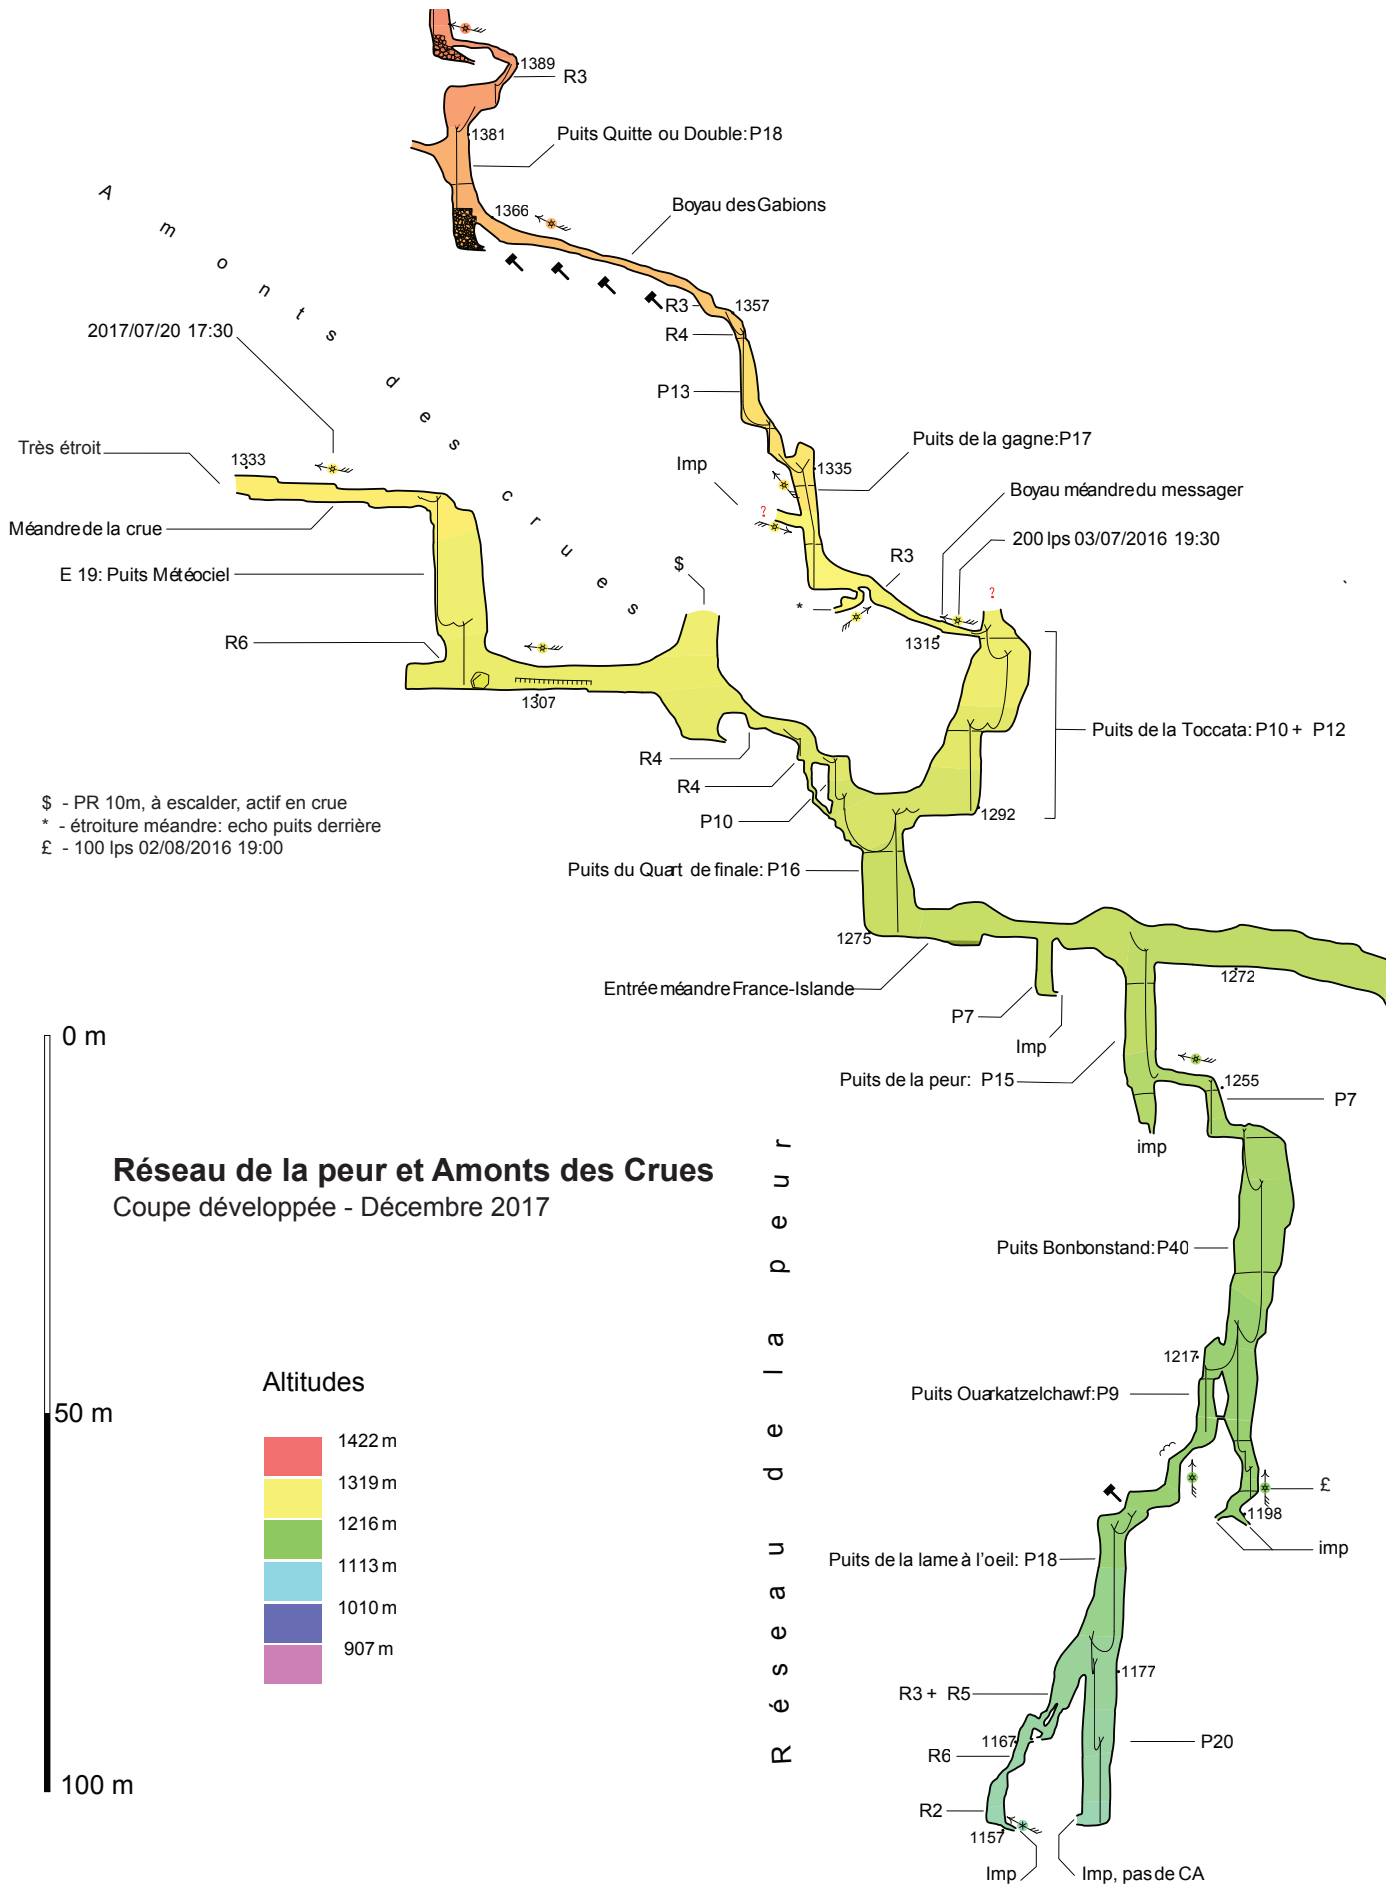 1389
R3
1381
Puits Quitte ou Double: P18
1366
Boyau des Gabions
Amonts des crues
R3
1357
2017/07/20 17:30
R4
P13
Très étroit
1333
Puits de la gagne: P17
Imp
1335
Boyau méandre du messager
?
Méandre de la crue
200 lps 03/07/2016 19:30
R3
E 19: Puits Météociel
$
?
*
R6
1315
1307
Puits de la Toccata: P10 + P12
R4
R4
$ - PR 10m, à escalder, actif en crue
* - étroiture méandre: echo puits derrière
£ - 100 lps 02/08/2016 19:00
P10
1292
Puits du Quart de finale: P16
1275
1272
Entrée méandre France-Islande
P7
Imp
0 m
Puits de la peur: P15
1255
P7
imp
Réseau de la peur et Amonts des Crues
Coupe développée - Décembre 2017
Réseau de la peur
Puits Bonbonstand: P40
1217
Altitudes
Puits Ouarkatzelchawf: P9
50 m
1422 m
1319 m
£
1216 m
1198
imp
Puits de la lame à l'oeil: P18
1113 m
1010 m
907 m
1177
R3 + R5
1167
P20
R6
100 m
R2
1157
Imp
Imp, pas de CA